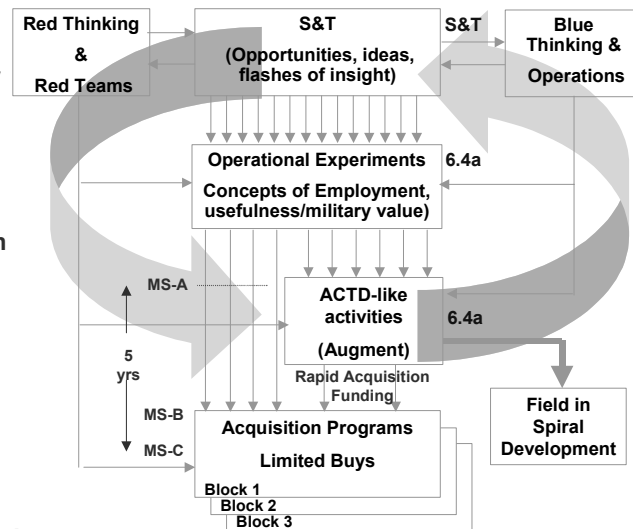 Red Thinking
&
Red Teams
S&T
(Opportunities, ideas,
flashes of insight)
S&T
Blue
Thinking &
Operations
Operational Experiments
Concepts of Employment,
usefulness/military value)
6.4a
MS-A
ACTD-like
activities
(Augment)
6.4a
5
yrs
Rapid Acquisition
Funding
MS-B
MS-C
Acquisition Programs
Limited Buys
Block 1
Block 2
Block 3
Field in
Spiral
Development